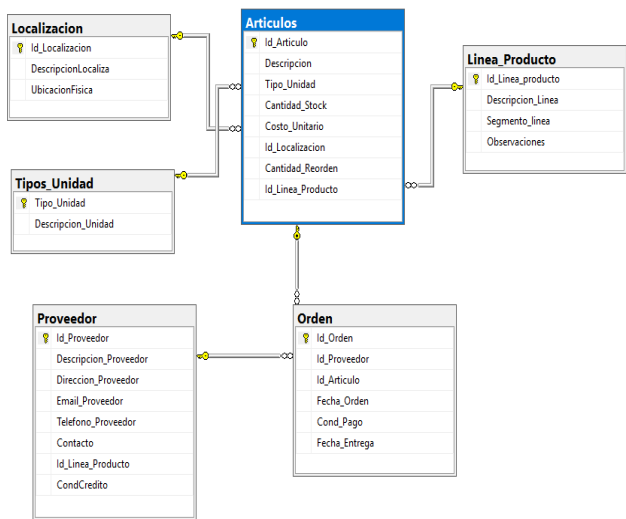 Localizacion
Id_Localizacion
DescripcionLocaliza
UbicacionFisica
Articulos
Id_Articulo
Descripcion
Tipo_Unidad
Cantidad_Stock
Costo_Unitario
Id_Localizacion
Cantidad_Reorden
Id_Linea_Producto
Linea_Producto
Id_Linea_producto
Descripcion_Linea
Segmento_linea
Observaciones
Tipos_Unidad
Tipo_Unidad
Descripcion_Unidad
Proveedor
Id_Proveedor
Descripcion_Proveedor
Direccion_Proveedor
Email_Proveedor
Telefono_Proveedor
Contacto
Id_Linea_Producto
CondCredito
Orden
Id_Orden
Id_Proveedor
Id_Articulo
Fecha_Orden
Cond_Pago
Fecha_Entrega